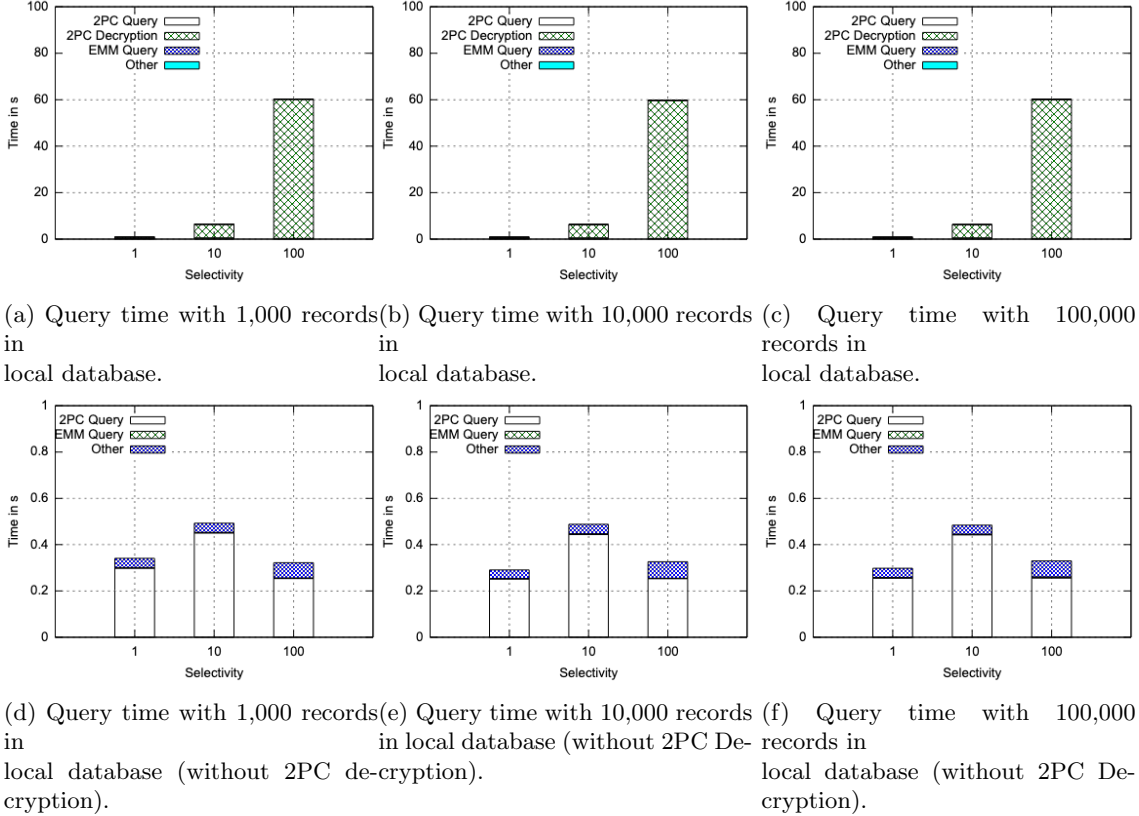 2PC Query
2PC Decryption
EMM Query
Other
100
80
60
40
20
0
Time in s
1 10 100
Selectivity
2PC Query
2PC Decryption
EMM Query
Other
100
80
60
40
20
0
Time in s
1 10 100
Selectivity
2PC Query
2PC Decryption
EMM Query
Other
100
80
60
40
20
0
Time in s
1 10 100
Selectivity
(a) Query time with 1,000 records
in
local database.
(b) Query time with 10,000 records
in
local database.
(c) Query time with 100,000
records in
local database.
2PC Query
EMM Query
Other
1
0.8
0.6
0.4
0.2
0
Time in s
1 10 100
Selectivity
2PC Query
EMM Query
Other
1
0.8
0.6
0.4
0.2
0
Time in s
1 10 100
Selectivity
2PC Query
EMM Query
Other
1
0.8
0.6
0.4
0.2
0
Time in s
1 10 100
Selectivity
(d) Query time with 1,000 records
in
local database (without 2PC de-
cryption).
(e) Query time with 10,000 records
in local database (without 2PC De-
cryption).
(f) Query time with 100,000
records in
local database (without 2PC De-
cryption).